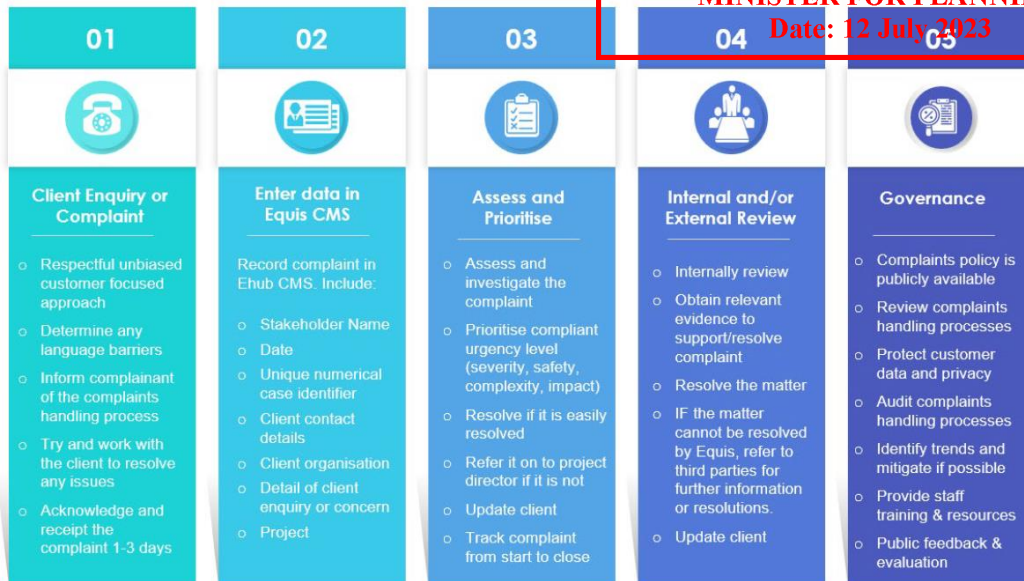 MINISTER FOR PLANNING
Date: 12 July 2023
01
Client Enquiry or
Complaint
○ Respectful unbiased
customer focused
approach
○ Determine any
language barriers
○ Inform complainant
of the complaints
handling process
○ Try and work with
the client to resolve
any issues
○ Acknowledge and
receipt the
complaint 1-3 days
02
Enter data in
Equis CMS
Record complaint in
Ehub CMS. Include:
○ Stakeholder Name
○ Date
○ Unique numerical
case identifier
○ Client contact
details
○ Client organisation
○ Detail of client
enquiry or concern
○ Project
03
Assess and
Prioritise
○ Assess and
investigate the
complaint
○ Prioritise compliant
urgency level
(severity, safety,
complexity, impact)
○ Resolve if it is easily
resolved
○ Refer it on to project
director if it is not
○ Update client
○ Track complaint
from start to close
04
Internal and/or
External Review
○ Internally review
○ Obtain relevant
evidence to
support/resolve
complaint
○ Resolve the matter
○ IF the matter
cannot be resolved
by Equis, refer to
third parties for
further information
or resolutions.
○ Update client
05
Governance
○ Complaints policy is
publicly available
○ Review complaints
handling processes
○ Protect customer
data and privacy
○ Audit complaints
handling processes
○ Identify trends and
mitigate if possible
○ Provide staff
training & resources
○ Public feedback &
evaluation